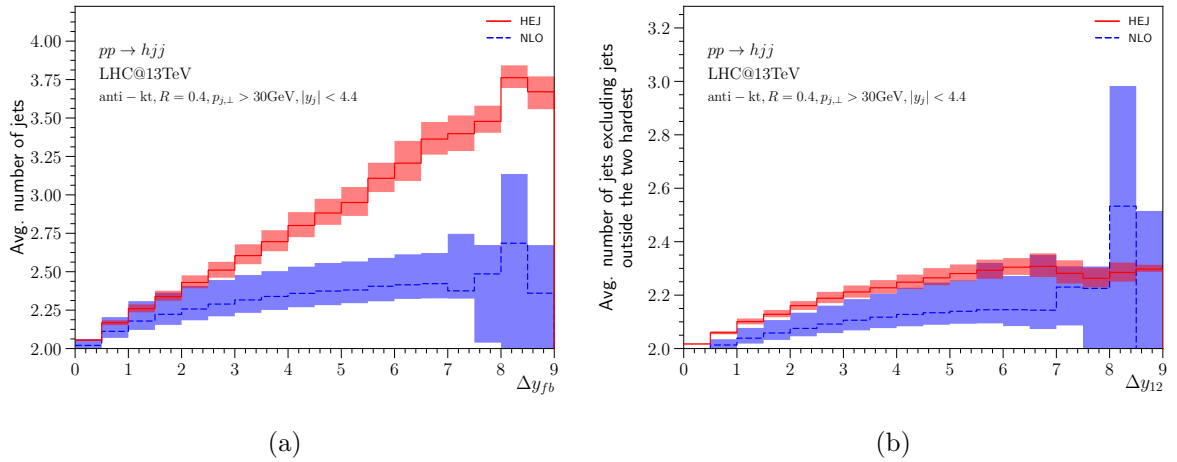 HEJ
NLO
pp → hjj
LHC@13TeV
anti − kt, R = 0.4, p_{j,⊥} > 30GeV, |y_j| < 4.4
Avg. number of jets
4.00
3.75
3.50
3.25
3.00
2.75
2.50
2.25
2.00
0 1 2 3 4 5 6 7 8 9
Δy_{fb}
(a)
HEJ
NLO
pp → hjj
LHC@13TeV
anti − kt, R = 0.4, p_{j,⊥} > 30GeV, |y_j| < 4.4
Avg. number of jets excluding jets
outside the two hardest
3.2
3.0
2.8
2.6
2.4
2.2
2.0
0 1 2 3 4 5 6 7 8 9
Δy_{12}
(b)